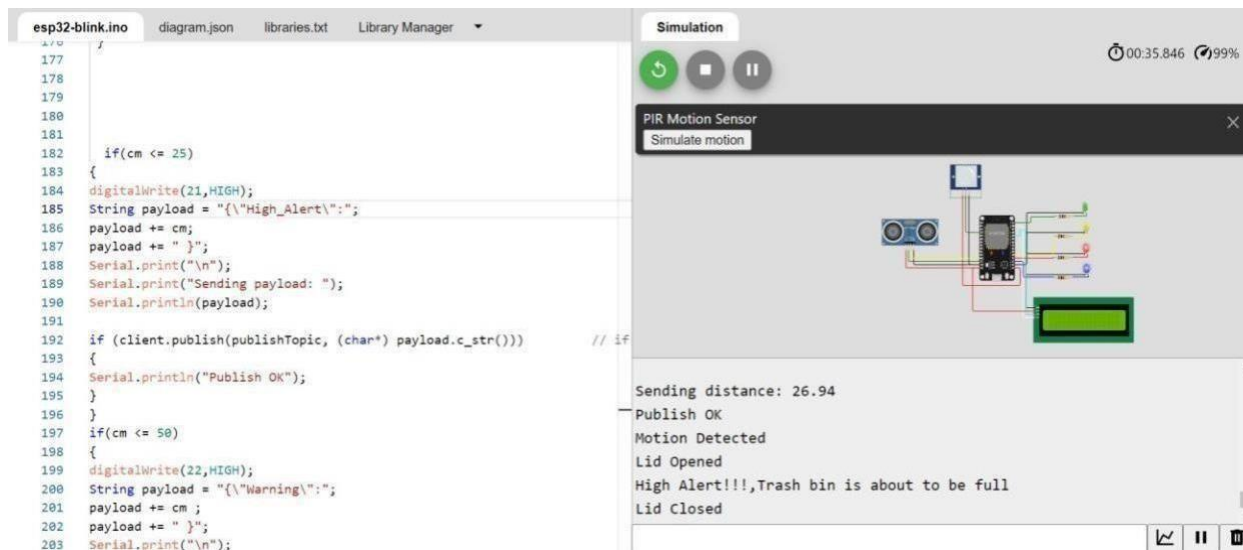 esp32-blink.ino diagram.json libraries.txt Library Manager
176 }
177
178
179
180
181
182 if(cm <= 25)
183 {
184 digitalWrite(21,HIGH);
185 String payload = "{\"High_Alert\":";
186 payload += cm;
187 payload += " }";
188 Serial.print("\n");
189 Serial.print("Sending payload: ");
190 Serial.println(payload);
191
192 if (client.publish(publishTopic, (char*) payload.c_str())) // if
193 {
194 Serial.println("Publish OK");
195 }
196 }
197 if(cm <= 50)
198 {
199 digitalWrite(22,HIGH);
200 String payload = "{\"Warning\":";
201 payload += cm ;
202 payload += " }";
203 Serial.print("\n");
Simulation
00:35.846 99%
PIR Motion Sensor
Simulate motion
Sending distance: 26.94
Publish OK
Motion Detected
Lid Opened
High Alert!!!,Trash bin is about to be full
Lid Closed